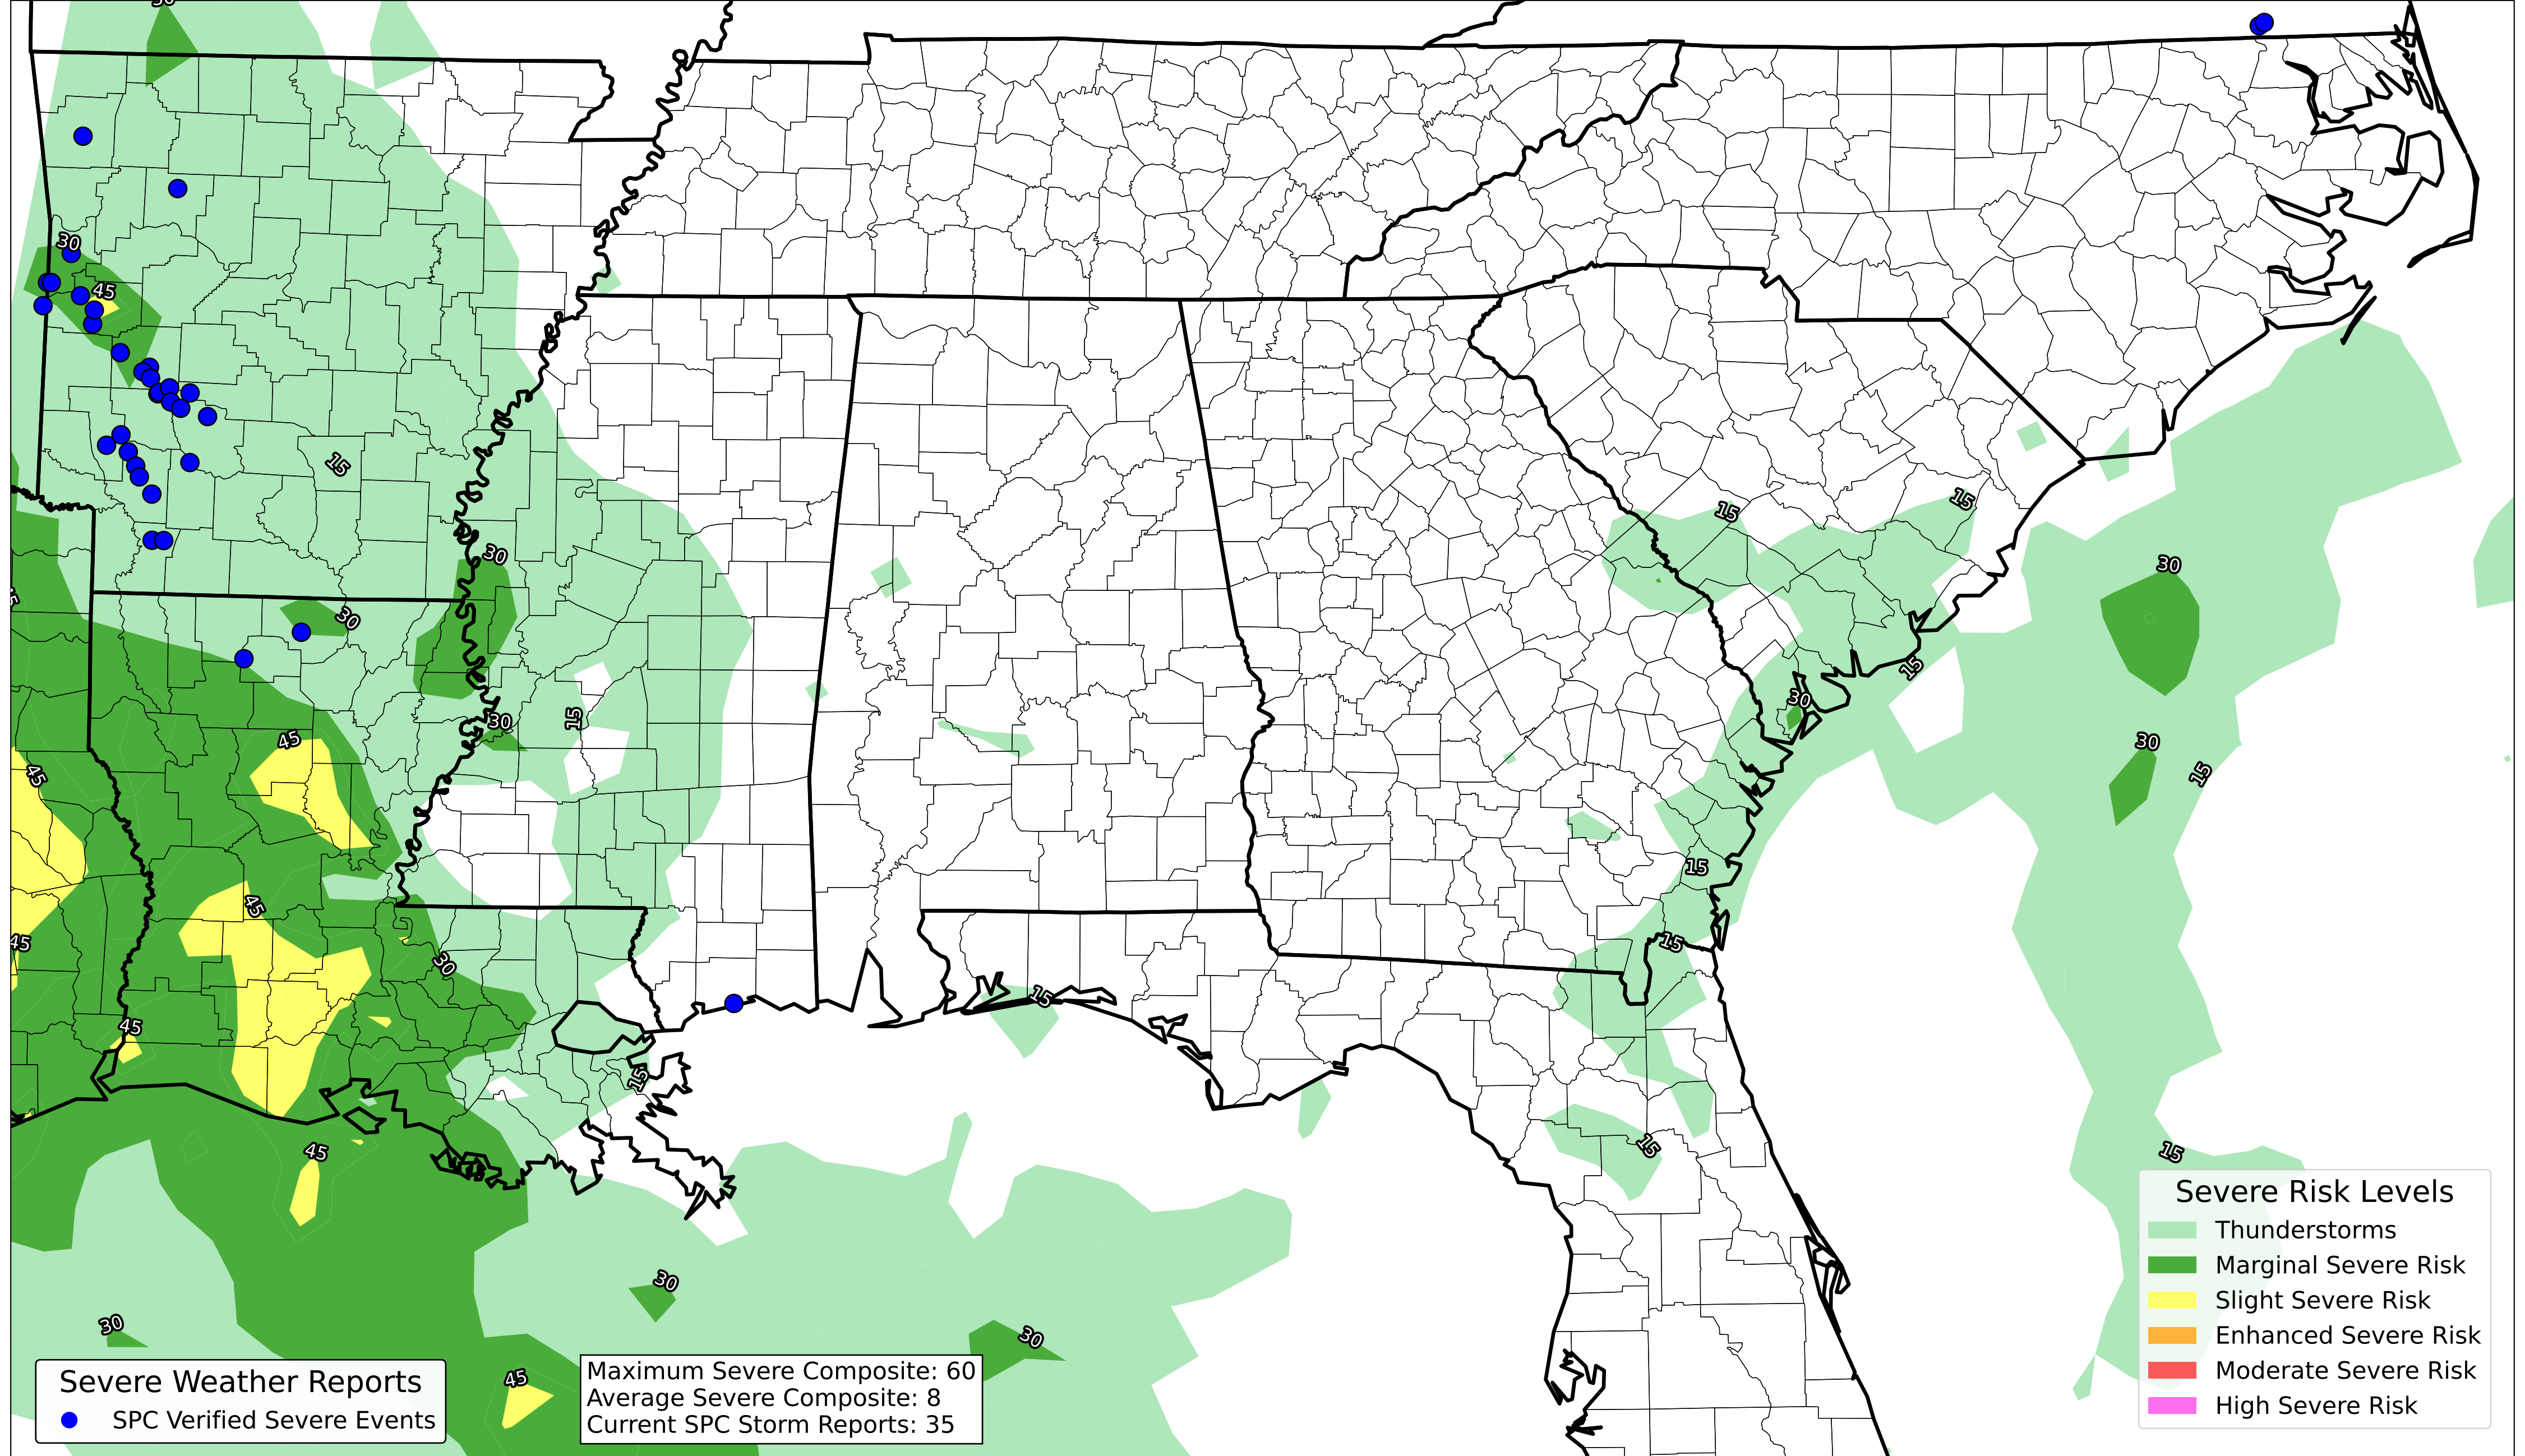 30
30
45
15
15
15
30
30
45
30
30
15
30
15
30
45
30
15
45
15
45
45
15
30
15
45
15
15
45
15
30
30
30
45
Severe Weather Reports
SPC Verified Severe Events
Maximum Severe Composite: 60
Average Severe Composite: 8
Current SPC Storm Reports: 35
Severe Risk Levels
Thunderstorms
Marginal Severe Risk
Slight Severe Risk
Enhanced Severe Risk
Moderate Severe Risk
High Severe Risk